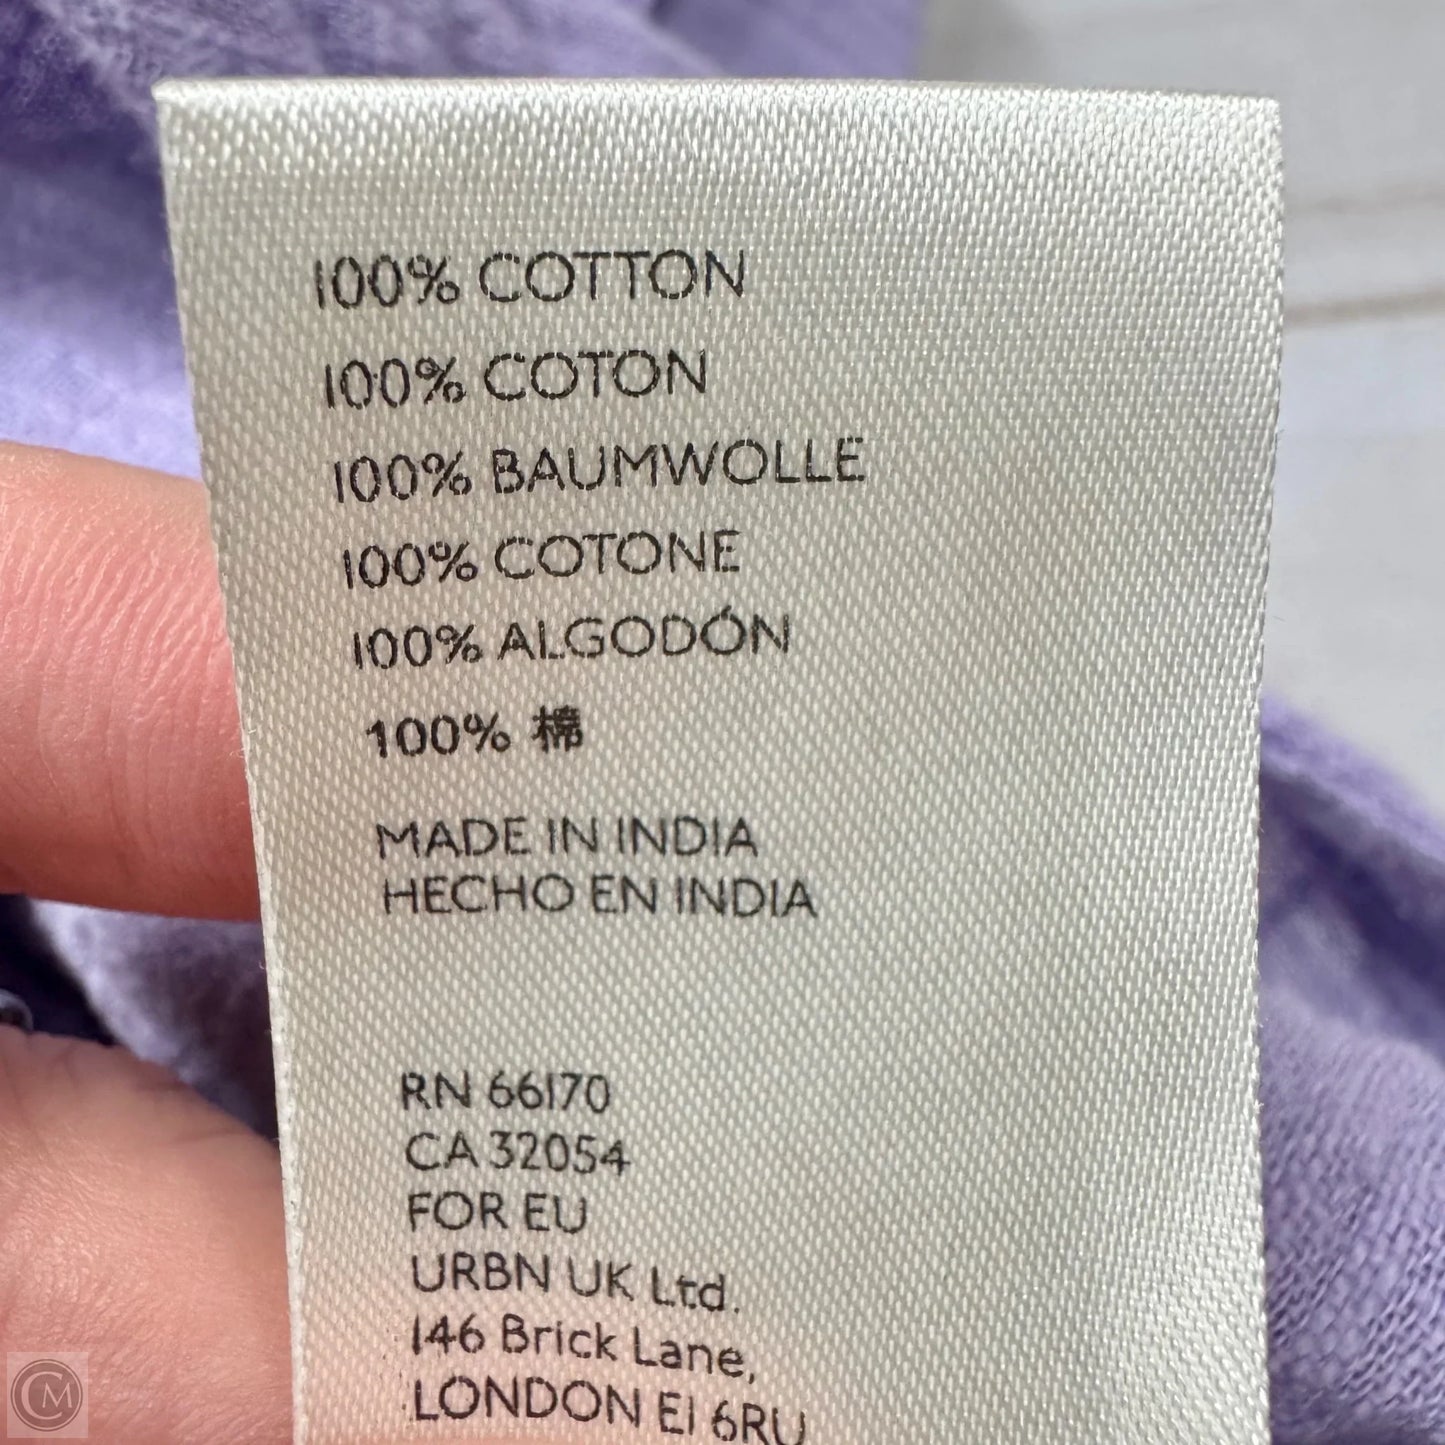 100% COTTON
100% COTON
100% BAUMWOLLE
100% COTONE
100% ALGODÓN
100% 棉
MADE IN INDIA
HECHO EN INDIA
RN 66170
CA 32054
FOR EU
URBN UK Ltd.
146 Brick Lane,
LONDON E1 6RU
CM